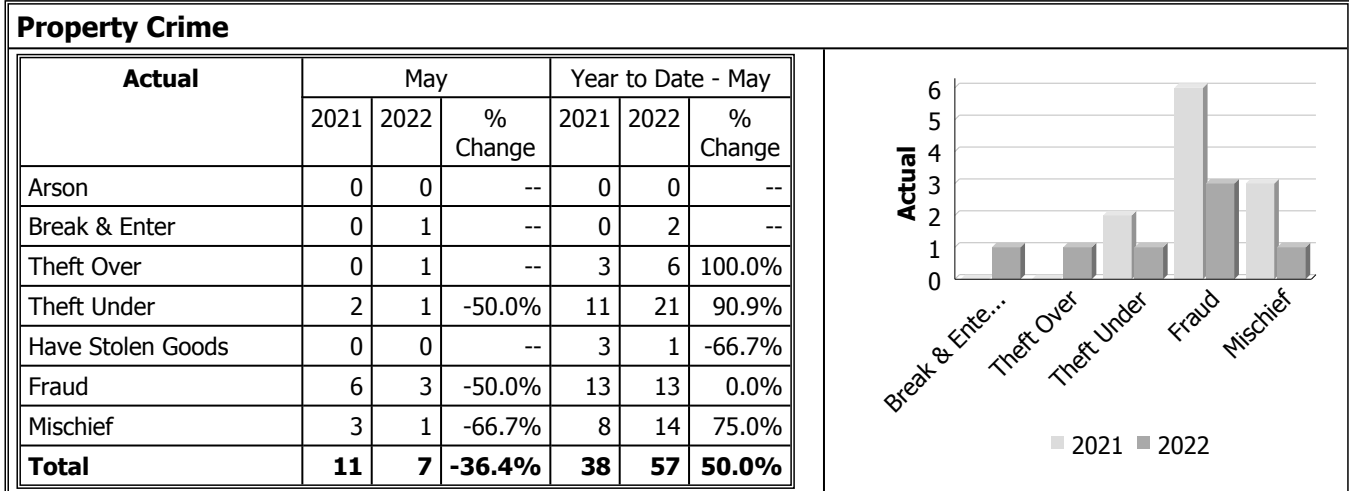 Property Crime
Actual May Year to Date - May
2021 2022 % Change 2021 2022 % Change
Arson 0 0 -- 0 0 --
Break & Enter 0 1 -- 0 2 --
Theft Over 0 1 -- 3 6 100.0%
Theft Under 2 1 -50.0% 11 21 90.9%
Have Stolen Goods 0 0 -- 3 1 -66.7%
Fraud 6 3 -50.0% 13 13 0.0%
Mischief 3 1 -66.7% 8 14 75.0%
Total 11 7 -36.4% 38 57 50.0%
Actual
6
5
4
3
2
1
0
Break & Ente... Theft Over Theft Under Fraud Mischief
2021 2022